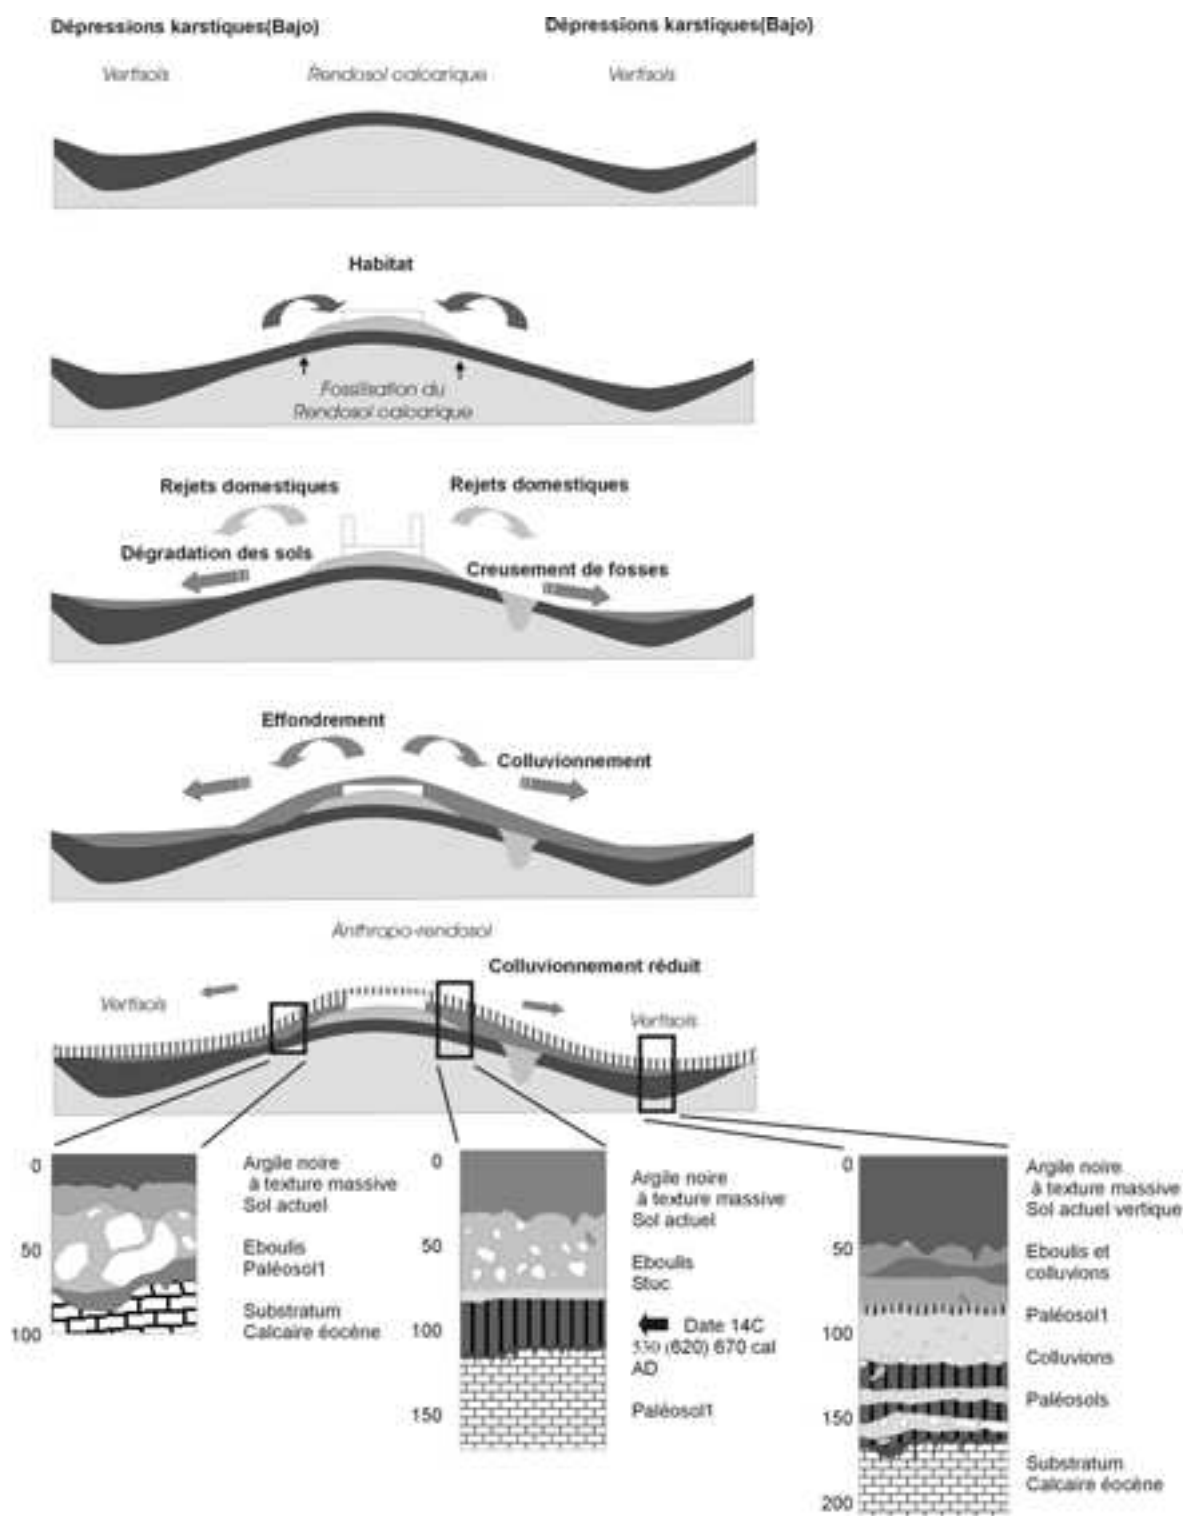 Dépressions karstiques(Bajo)
Dépressions karstiques(Bajo)
Vertisols
Rendosol calcarique
Vertisols
Habitat
Fossilisation du
Rendosol calcarique
Rejets domestiques
Rejets domestiques
Dégradation des sols
Creusement de fosses
Effondrement
Colluvionnement
Anthropo-rendosol
Colluvionnement réduit
Vertisols
Vertisols
0
50
100
Argile noire
à texture massive
Sol actuel
Eboulis
Paléosol1
Substratum
Calcaire éocène
0
50
100
150
Argile noire
à texture massive
Sol actuel
Eboulis
Stuc
Date 14C
530 (620) 670 cal
AD
Paléosol1
0
50
100
150
200
Argile noire
à texture massive
Sol actuel vertique
Eboulis et
colluvions
Paléosol1
Colluvions
Paléosols
Substratum
Calcaire éocène